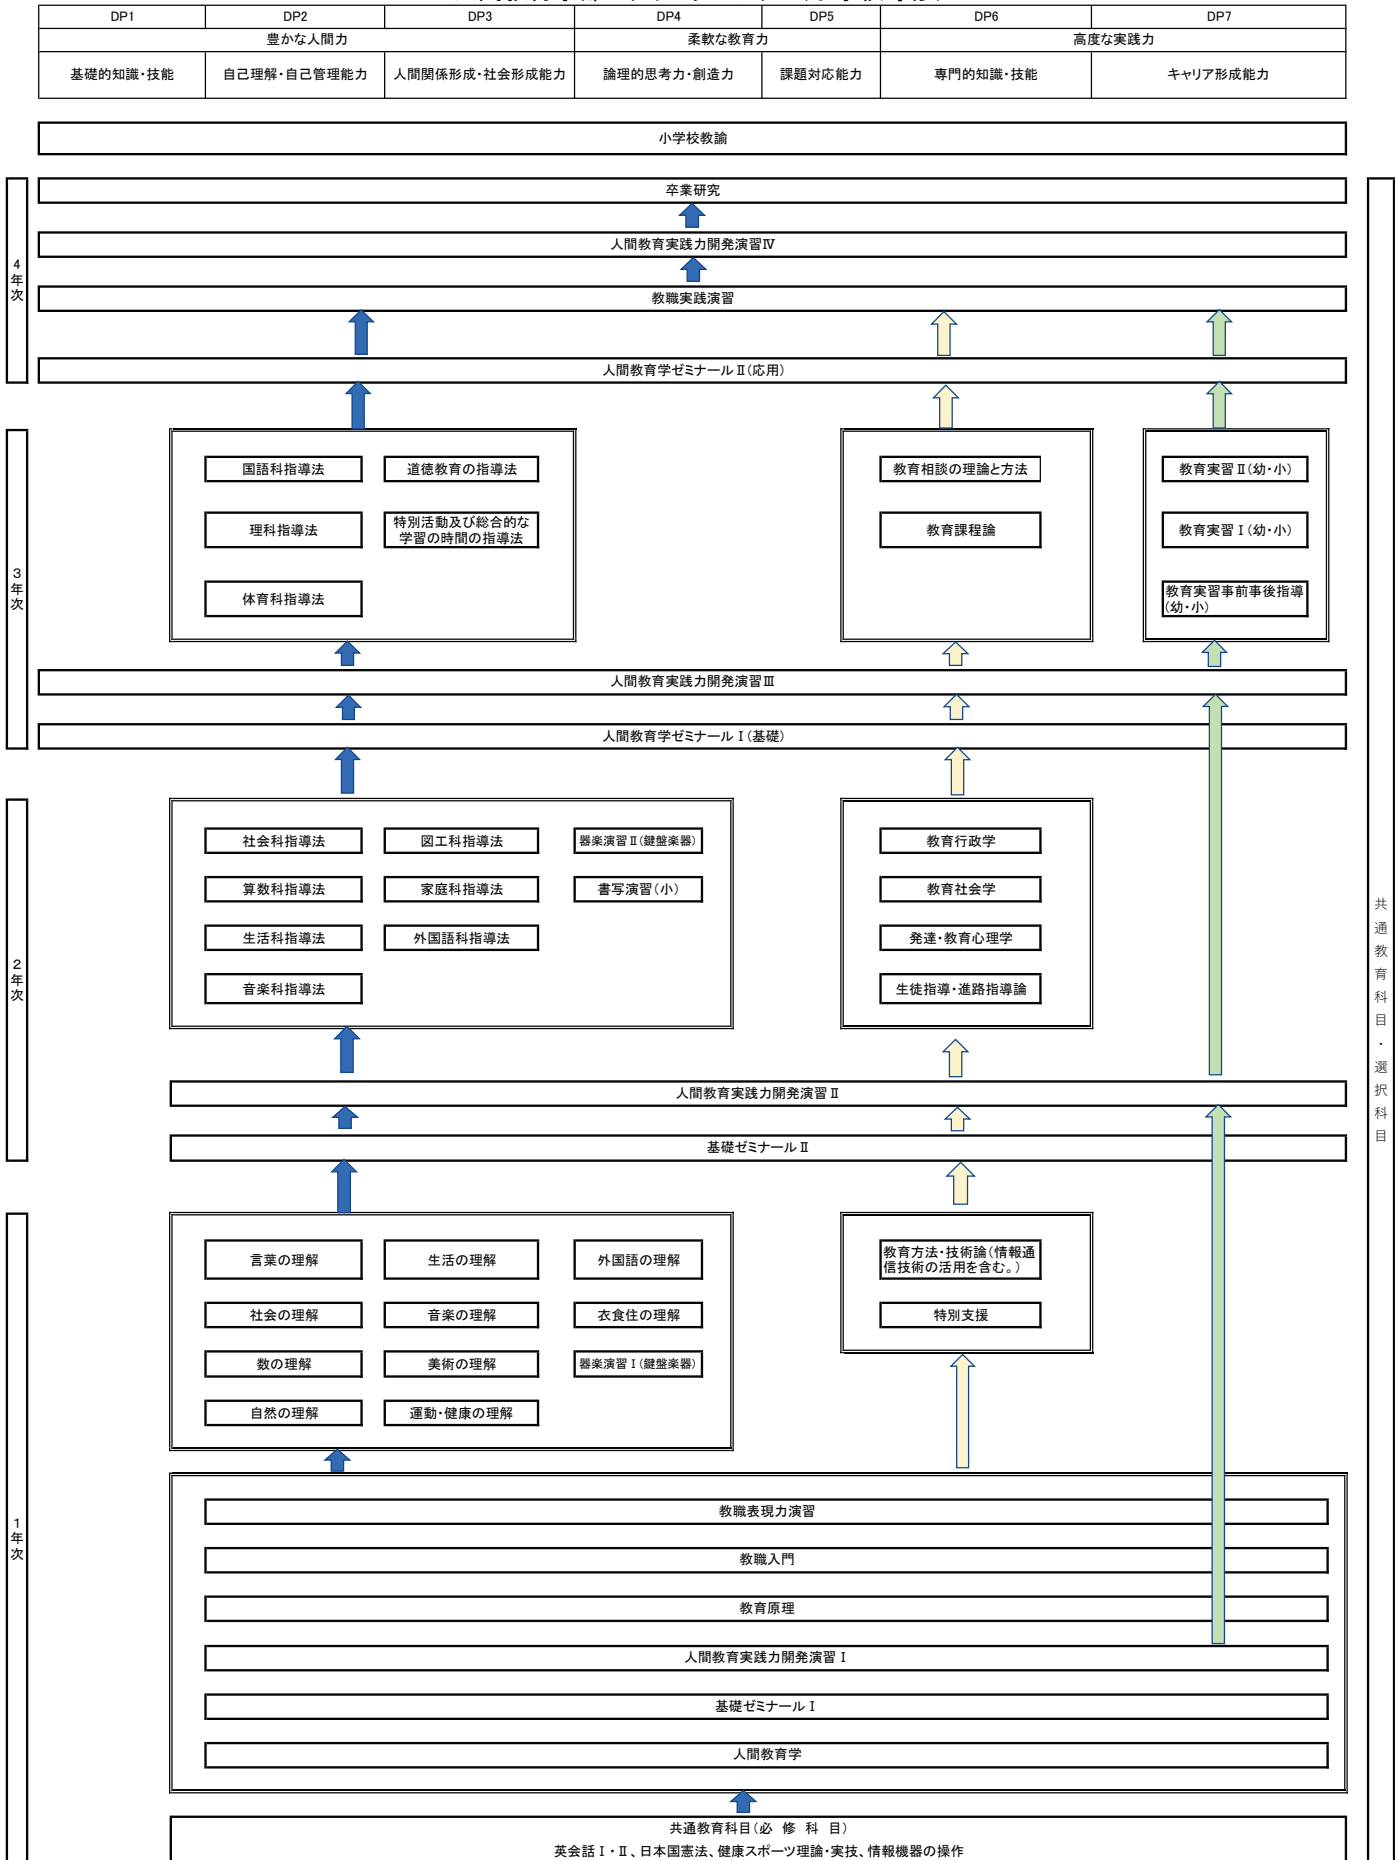 DP1 DP2 DP3 DP4 DP5 DP6 DP7
豊かな人間力 柔軟な教育力 高度な実践力
基礎的知識・技能 自己理解・自己管理能力 人間関係形成・社会形成能力 論理的思考力・創造力 課題対応能力 専門的知識・技能 キャリア形成能力
小学校教諭
4年次
卒業研究
人間教育実践力開発演習Ⅳ
教職実践演習
人間教育学ゼミナールⅡ(応用)
3年次
国語科指導法 道徳教育の指導法 教育相談の理論と方法 教育実習Ⅱ(幼・小)
理科指導法 特別活動及び総合的な
学習の時間の指導法 教育課程論 教育実習Ⅰ(幼・小)
体育科指導法 教育実習事前事後指導
(幼・小)
人間教育実践力開発演習Ⅲ
人間教育学ゼミナールⅠ(基礎)
2年次
社会科指導法 図工科指導法 器楽演習Ⅱ(鍵盤楽器) 教育行政学
算数科指導法 家庭科指導法 書写演習(小) 教育社会学
生活科指導法 外国語科指導法 発達・教育心理学
音楽科指導法 生徒指導・進路指導論
人間教育実践力開発演習Ⅱ
基礎ゼミナールⅡ
1年次
言葉の理解 生活の理解 外国語の理解 教育方法・技術論(情報通
信技術の活用を含む。)
社会の理解 音楽の理解 衣食住の理解 特別支援
数の理解 美術の理解 器楽演習Ⅰ(鍵盤楽器)
自然の理解 運動・健康の理解
教職表現力演習
教職入門
教育原理
人間教育実践力開発演習Ⅰ
基礎ゼミナールⅠ
人間教育学
共通教育科目(必 修 科 目)
英会話Ⅰ・Ⅱ、日本国憲法、健康スポーツ理論・実技、情報機器の操作
共通教育科目・選択科目